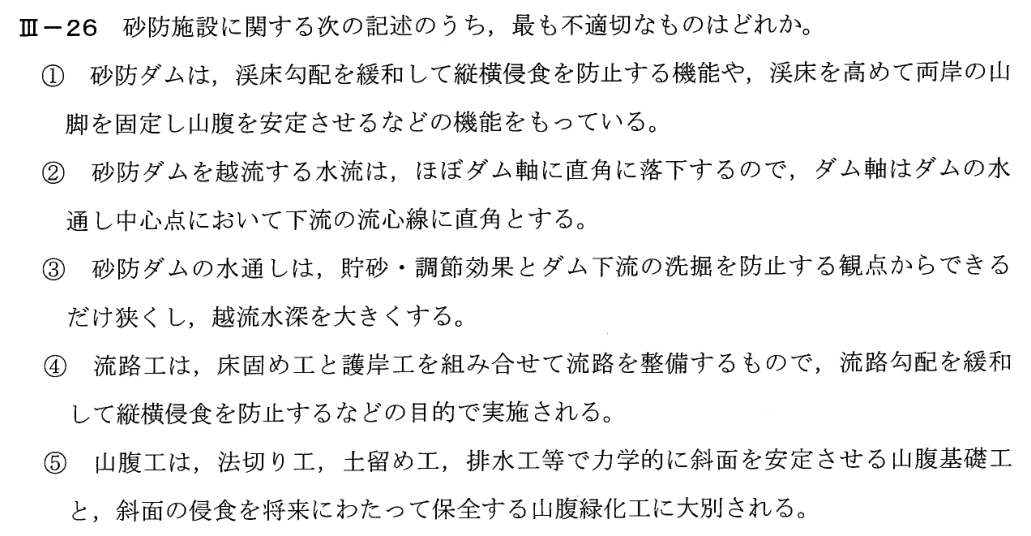 Ⅲ－26　砂防施設に関する次の記述のうち，最も不適切なものはどれか。
①　砂防ダムは，渓床勾配を緩和して縦横侵食を防止する機能や，渓床を高めて両岸の山
脚を固定し山腹を安定させるなどの機能をもっている。
②　砂防ダムを越流する水流は，ほぼダム軸に直角に落下するので，ダム軸はダムの水
通し中心点において下流の流心線に直角とする。
③　砂防ダムの水通しは，貯砂・調節効果とダム下流の洗掘を防止する観点からできる
だけ狭くし，越流水深を大きくする。
④　流路工は，床固め工と護岸工を組み合せて流路を整備するもので，流路勾配を緩和
して縦横侵食を防止するなどの目的で実施される。
⑤　山腹工は，法切り工，土留め工，排水工等で力学的に斜面を安定させる山腹基礎工
と，斜面の侵食を将来にわたって保全する山腹緑化工に大別される。